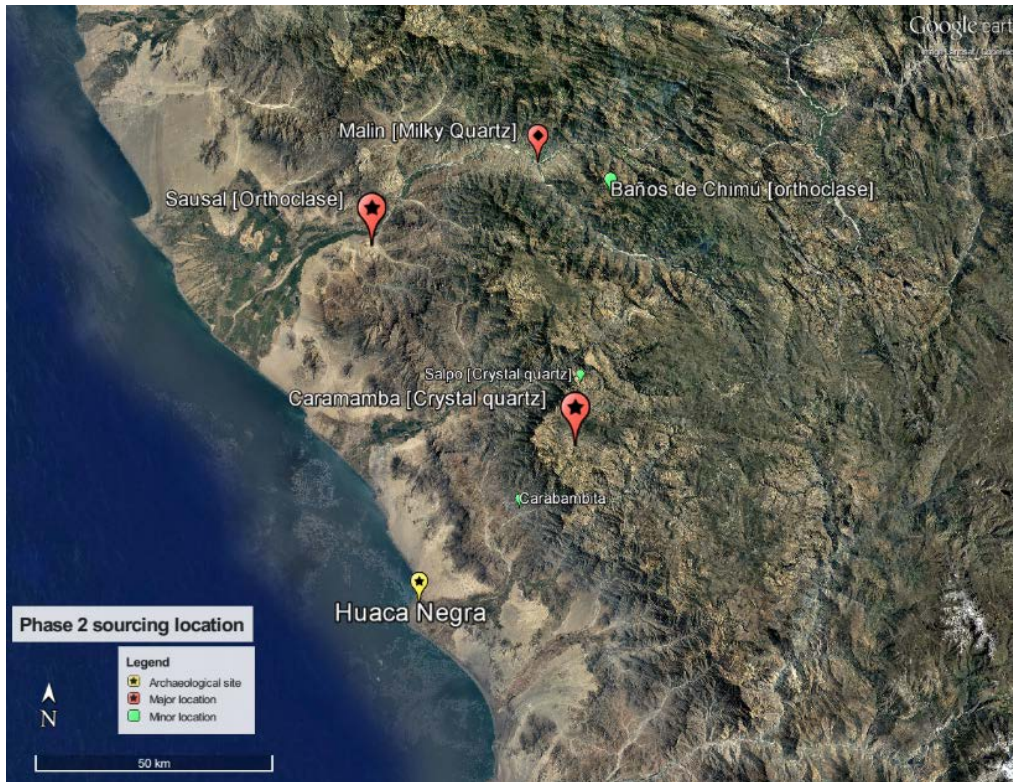 Google eart
Malin [Milky Quartz]
Baños de Chimú [orthoclase]
Sausal [Orthoclase]
Salpo [Crystal quartz]
Caramamba [Crystal quartz]
Carabambita
Huaca Negra
Phase 2 sourcing location
Legend
Archaeological site
Major location
Minor location
N
50 km